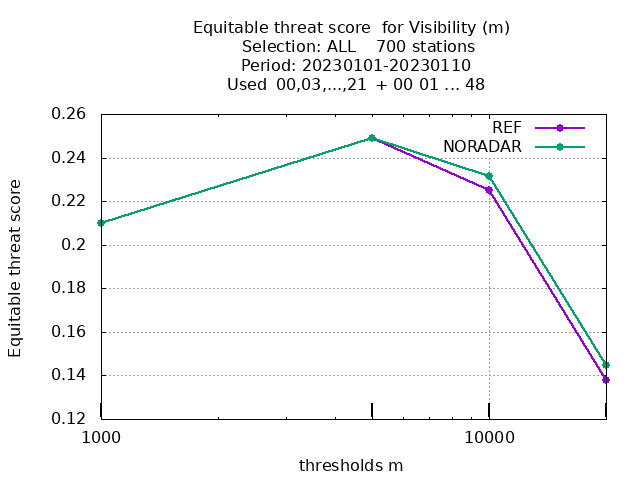 Equitable threat score  for Visibility (m)
Selection: ALL    700 stations
Period: 20230101-20230110
Used  00,03,...,21  + 00 01 ... 48
REF
NORADAR
0.26
0.24
0.22
0.2
0.18
0.16
0.14
0.12
Equitable threat score
1000
10000
thresholds m